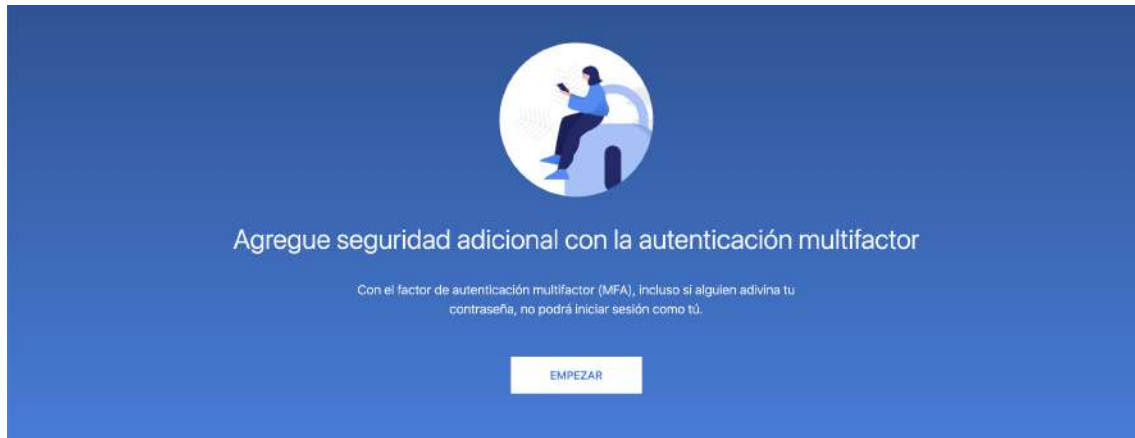 Agregue seguridad adicional con la autenticación multifactor
Con el factor de autenticación multifactor (MFA), incluso si alguien adivina tu
contraseña, no podrá iniciar sesión como tú.
EMPEZAR